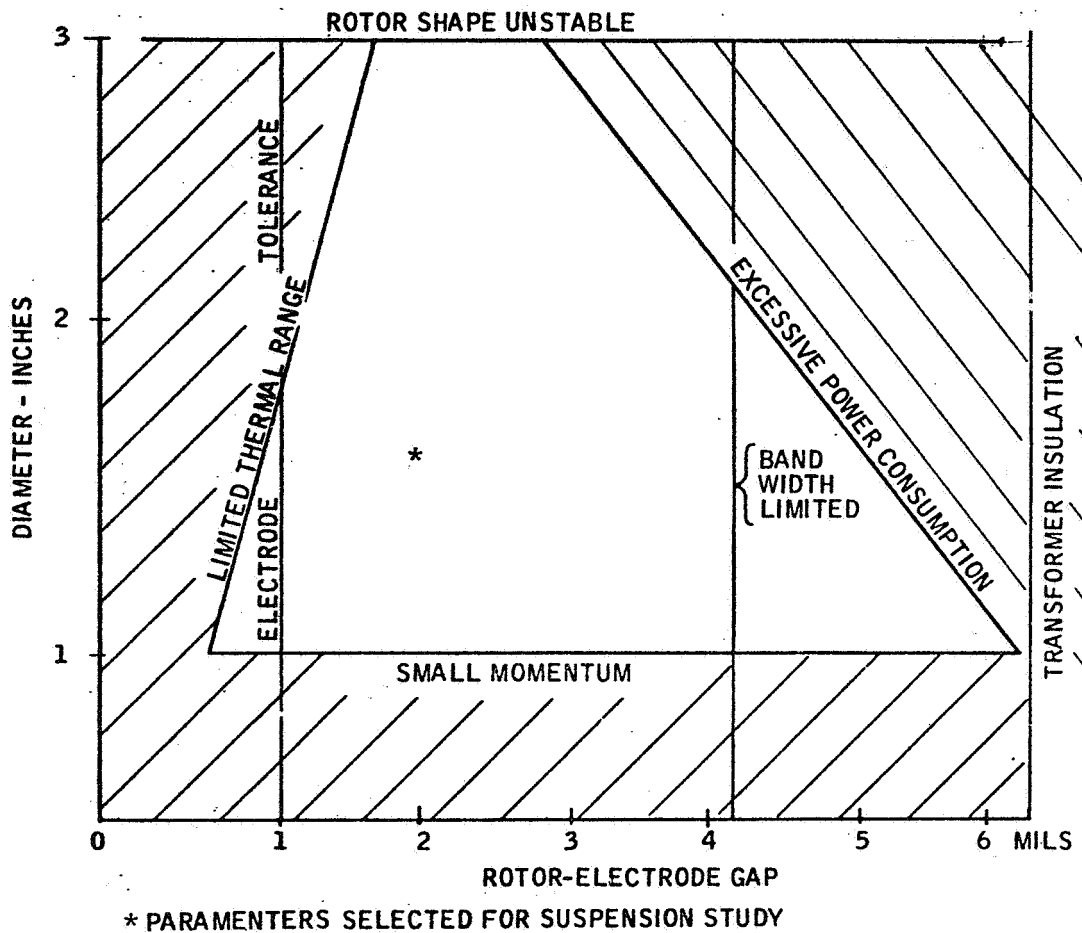 ROTOR SHAPE UNSTABLE
3
2
1
DIAMETER - INCHES
ELECTRODE TOLERANCE
LIMITED THERMAL RANGE
EXCESSIVE POWER CONSUMPTION
TRANSFORMER INSULATION
*
BAND
WIDTH
LIMITED
SMALL MOMENTUM
0 1 2 3 4 5 6 MILS
ROTOR-ELECTRODE GAP
* PARAMENTERS SELECTED FOR SUSPENSION STUDY